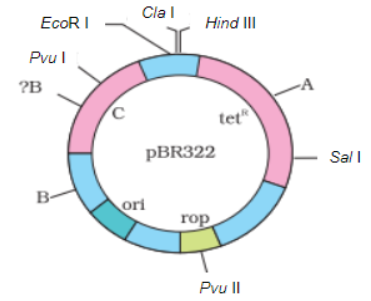 Cla I
EcoR I
Hind III
Pvu I
?B
A
C
tetR
pBR322
Sal I
B
ori
rop
Pvu II